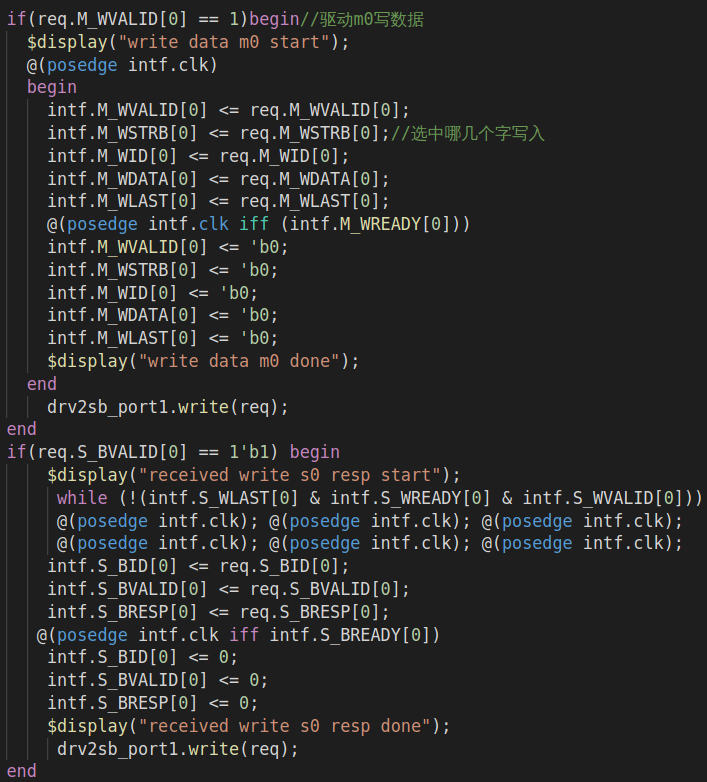 if(req.M_WVALID[0] == 1)begin//驱动m0写数据
$display("write data m0 start");
@(posedge intf.clk)
begin
intf.M_WVALID[0] <= req.M_WVALID[0];
intf.M_WSTRB[0] <= req.M_WSTRB[0];//选中哪几个字写入
intf.M_WID[0] <= req.M_WID[0];
intf.M_WDATA[0] <= req.M_WDATA[0];
intf.M_WLAST[0] <= req.M_WLAST[0];
@(posedge intf.clk iff (intf.M_WREADY[0]))
intf.M_WVALID[0] <= 'b0;
intf.M_WSTRB[0] <= 'b0;
intf.M_WID[0] <= 'b0;
intf.M_WDATA[0] <= 'b0;
intf.M_WLAST[0] <= 'b0;
$display("write data m0 done");
end
drv2sb_port1.write(req);
end
if(req.S_BVALID[0] == 1'b1) begin
$display("received write s0 resp start");
while (!(intf.S_WLAST[0] & intf.S_WREADY[0] & intf.S_WVALID[0]))
@(posedge intf.clk); @(posedge intf.clk); @(posedge intf.clk);
@(posedge intf.clk); @(posedge intf.clk); @(posedge intf.clk);
intf.S_BID[0] <= req.S_BID[0];
intf.S_BVALID[0] <= req.S_BVALID[0];
intf.S_BRESP[0] <= req.S_BRESP[0];
@(posedge intf.clk iff intf.S_BREADY[0])
intf.S_BID[0] <= 0;
intf.S_BVALID[0] <= 0;
intf.S_BRESP[0] <= 0;
$display("received write s0 resp done");
drv2sb_port1.write(req);
end